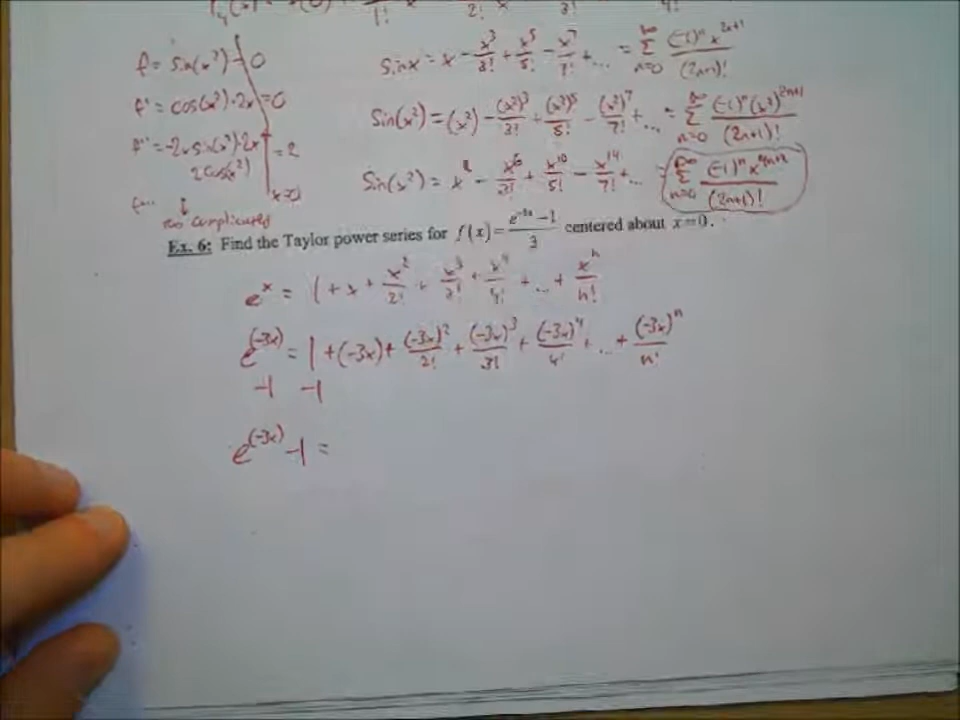 f = sin(x²) = 0
f' = cos(x²)·2x = 0
f'' = -2x sin(x²)·2x = 2
2cos(x²)
x=0
too complicated
1! 2! 3! 4!
sin x = x - x³/3! + x⁵/5! - x⁷/7! + ... = ∑ n=0 ∞ (-1)ⁿ x²ⁿ⁺¹/(2n+1)!
Sin(x²) = (x²) - (x²)³/3! + (x²)⁵/5! - (x²)⁷/7! + ... = ∑ n=0 ∞ (-1)ⁿ (x²)²ⁿ⁺¹/(2n+1)!
Sin(x²) = x² - x⁶/3! + x¹⁰/5! - x¹⁴/7! + ... = ∑ n=0 ∞ (-1)ⁿ x⁴ⁿ⁺²/(2n+1)!
Ex. 6: Find the Taylor power series for f(x) = (e⁻³ˣ - 1)/3 centered about x = 0.
eˣ = 1 + x + x²/2! + x³/3! + x⁴/4! + ... + xⁿ/n!
e^(-3x) = 1 + (-3x) + (-3x)²/2! + (-3x)³/3! + (-3x)⁴/4! + ... + (-3x)ⁿ/n!
-1 -1
e^(-3x) - 1 =